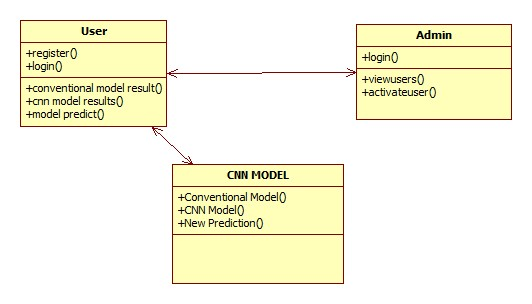 User
+register()
+login()
+conventional model result()
+cnn model results()
+model predict()
Admin
+login()
+viewusers()
+activateuser()
CNN MODEL
+Conventional Model()
+CNN Model()
+New Prediction()